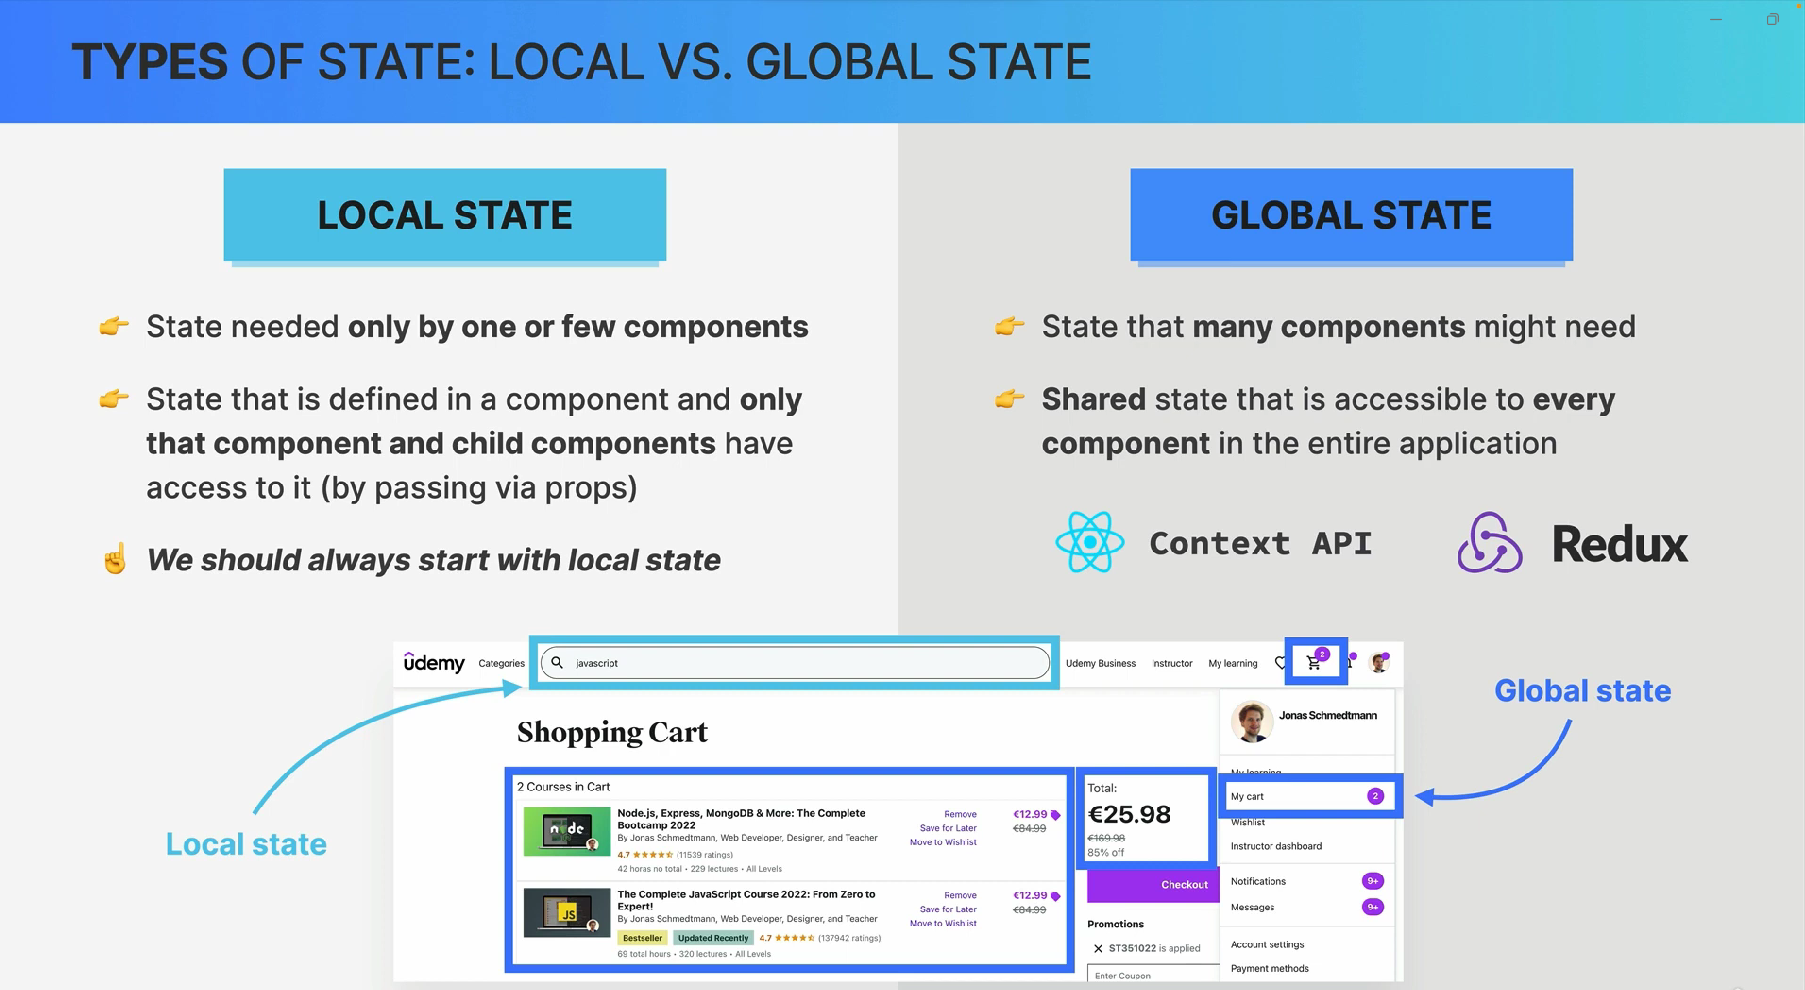 TYPES OF STATE: LOCAL VS. GLOBAL STATE
LOCAL STATE
State needed only by one or few components
State that is defined in a component and only
that component and child components have
access to it (by passing via props)
We should always start with local state
GLOBAL STATE
State that many components might need
Shared state that is accessible to every
component in the entire application
Context API
Redux
Local state
Global state
udemy
Categories
javascript
Udemy Business
Instructor
My learning
2
Shopping Cart
2 Courses in Cart
Node.js, Express, MongoDB & More: The Complete
Bootcamp 2022
By Jonas Schmedtmann, Web Developer, Designer, and Teacher
4.7 (11539 ratings)
42 horas no total • 229 lectures • All Levels
Remove
Save for Later
Move to Wishlist
€12.99
€84.99
node
The Complete JavaScript Course 2022: From Zero to
Expert!
By Jonas Schmedtmann, Web Developer, Designer, and Teacher
Bestseller
Updated Recently
4.7 (137942 ratings)
69 total hours • 320 lectures • All Levels
Remove
Save for Later
Move to Wishlist
€12.99
€84.99
JS
Total:
€25.98
€169.98
85% off
Checkout
Promotions
ST351022 is applied
Enter Coupon
Jonas Schmedtmann
My learning
My cart
2
Wishlist
Instructor dashboard
Notifications
9+
Messages
9+
Account settings
Payment methods